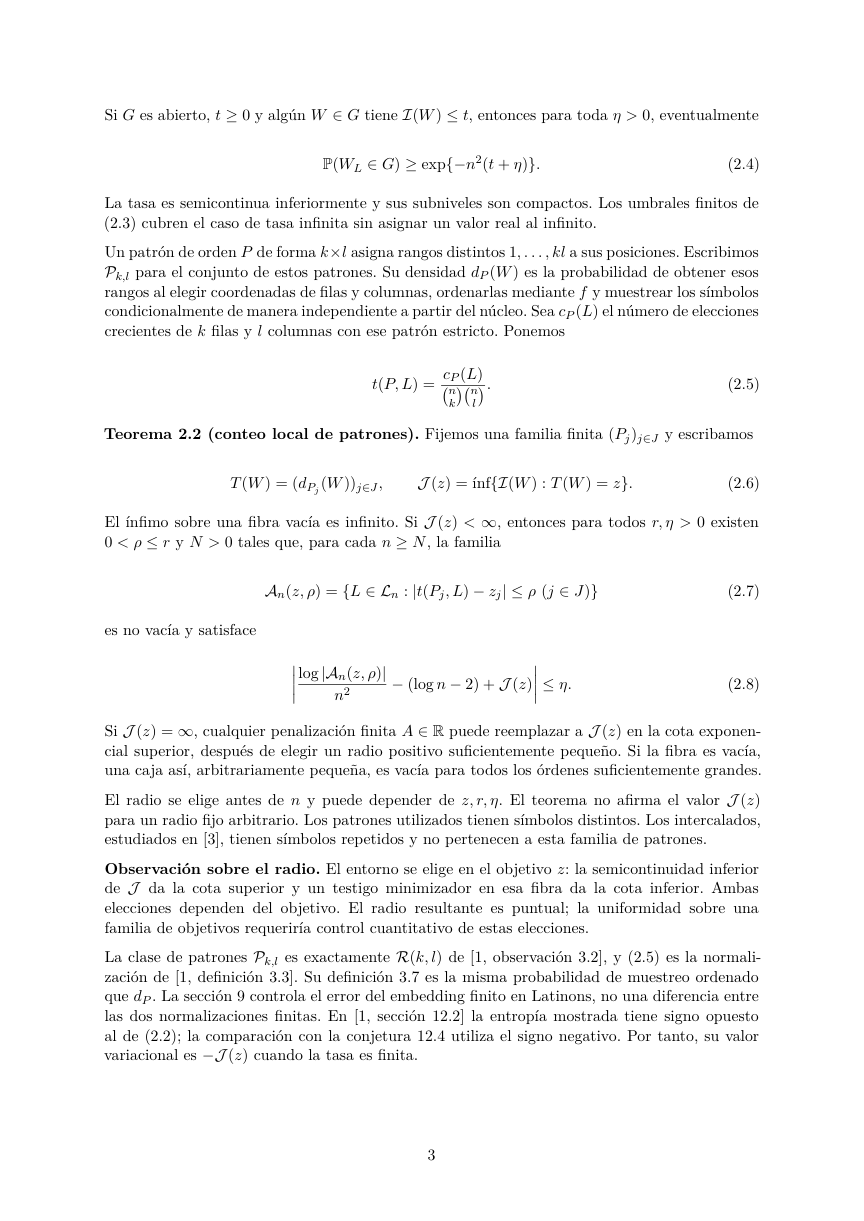 Si G es abierto, t ≥ 0 y algún W ∈ G tiene 𝓘(W) ≤ t, entonces para toda η > 0, eventualmente
ℙ(W_L ∈ G) ≥ exp{−n²(t + η)}. (2.4)
La tasa es semicontinua inferiormente y sus subniveles son compactos. Los umbrales finitos de
(2.3) cubren el caso de tasa infinita sin asignar un valor real al infinito.
Un patrón de orden P de forma k×l asigna rangos distintos 1, . . . , kl a sus posiciones. Escribimos
𝒫_{k,l} para el conjunto de estos patrones. Su densidad d_P(W) es la probabilidad de obtener esos
rangos al elegir coordenadas de filas y columnas, ordenarlas mediante f y muestrear los símbolos
condicionalmente de manera independiente a partir del núcleo. Sea c_P(L) el número de elecciones
crecientes de k filas y l columnas con ese patrón estricto. Ponemos
t(P, L) = \frac{c_P(L)}{\binom{n}{k}\binom{n}{l}}. (2.5)
Teorema 2.2 (conteo local de patrones). Fijemos una familia finita (P_j)_{j∈J} y escribamos
T(W) = (d_{P_j}(W))_{j∈J}, 𝒥(z) = ínf{𝓘(W) : T(W) = z}. (2.6)
El ínfimo sobre una fibra vacía es infinito. Si 𝒥(z) < ∞, entonces para todos r, η > 0 existen
0 < ρ ≤ r y N > 0 tales que, para cada n ≥ N, la familia
𝒜_n(z, ρ) = {L ∈ 𝓛_n : |t(P_j, L) − z_j| ≤ ρ (j ∈ J)} (2.7)
es no vacía y satisface
\left| \frac{log |𝒜_n(z, ρ)|}{n²} − (log n − 2) + 𝒥(z) \right| ≤ η. (2.8)
Si 𝒥(z) = ∞, cualquier penalización finita A ∈ ℝ puede reemplazar a 𝒥(z) en la cota exponen-
cial superior, después de elegir un radio positivo suficientemente pequeño. Si la fibra es vacía,
una caja así, arbitrariamente pequeña, es vacía para todos los órdenes suficientemente grandes.
El radio se elige antes de n y puede depender de z, r, η. El teorema no afirma el valor 𝒥(z)
para un radio fijo arbitrario. Los patrones utilizados tienen símbolos distintos. Los intercalados,
estudiados en [3], tienen símbolos repetidos y no pertenecen a esta familia de patrones.
Observación sobre el radio. El entorno se elige en el objetivo z: la semicontinuidad inferior
de 𝒥 da la cota superior y un testigo minimizador en esa fibra da la cota inferior. Ambas
elecciones dependen del objetivo. El radio resultante es puntual; la uniformidad sobre una
familia de objetivos requeriría control cuantitativo de estas elecciones.
La clase de patrones 𝒫_{k,l} es exactamente 𝓡(k, l) de [1, observación 3.2], y (2.5) es la normali-
zación de [1, definición 3.3]. Su definición 3.7 es la misma probabilidad de muestreo ordenado
que d_P. La sección 9 controla el error del embedding finito en Latinons, no una diferencia entre
las dos normalizaciones finitas. En [1, sección 12.2] la entropía mostrada tiene signo opuesto
al de (2.2); la comparación con la conjetura 12.4 utiliza el signo negativo. Por tanto, su valor
variacional es −𝒥(z) cuando la tasa es finita.
3